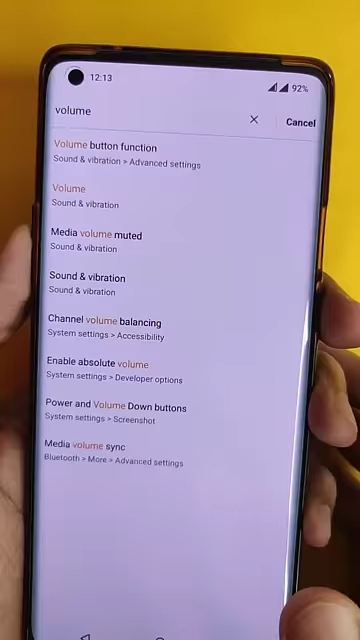 12:13
92%
volume
Cancel
Volume button function
Sound & vibration > Advanced settings
Volume
Sound & vibration
Media volume muted
Sound & vibration
Sound & vibration
Sound & vibration
Channel volume balancing
System settings > Accessibility
Enable absolute volume
System settings > Developer options
Power and Volume Down buttons
System settings > Screenshot
Media volume sync
Bluetooth > More > Advanced settings